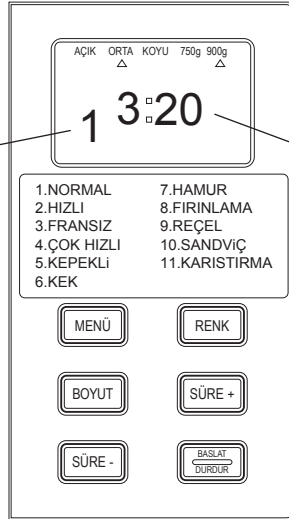 AÇIK ORTA KOYU 750g 900g
1 3:20
1.NORMAL 7.HAMUR
2.HIZLI 8.FIRINLAMA
3.FRANSIZ 9.REÇEL
4.ÇOK HIZLI 10.SANDViÇ
5.KEPEKLi 11.KARISTIRMA
6.KEK
MENÜ RENK
BOYUT SÜRE +
SÜRE - BASLAT
DURDUR